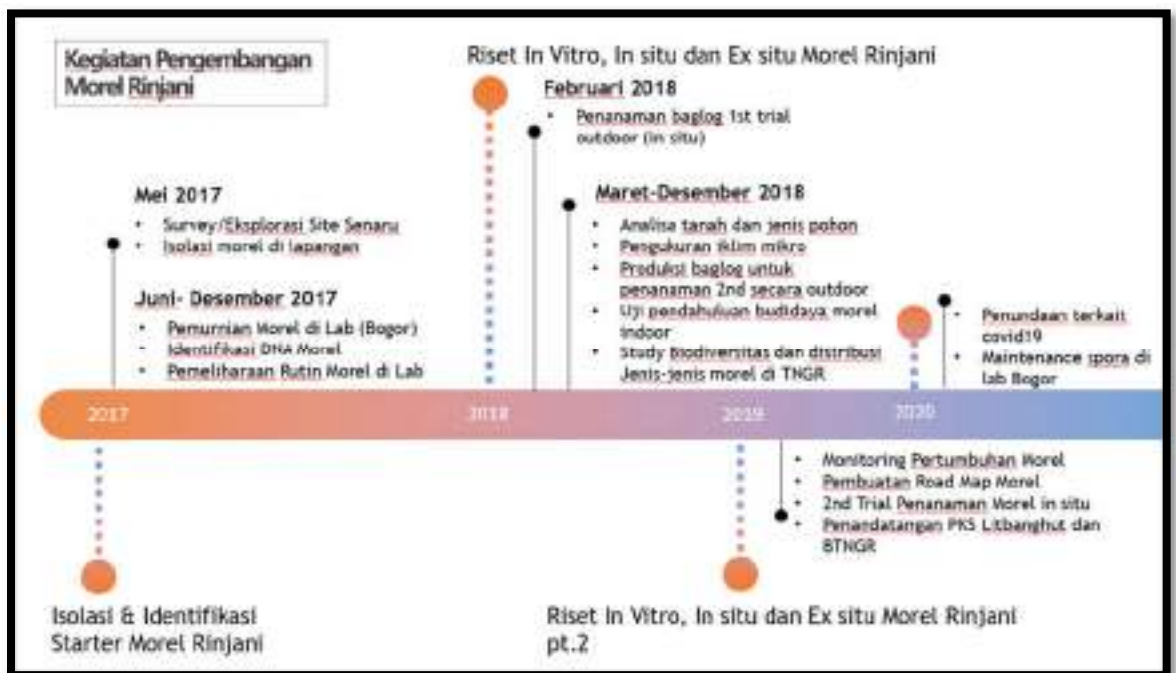 Kegiatan Pengembangan
Morel Rinjani
Riset In Vitro, In situ dan Ex situ Morel Rinjani
Februari 2018
• Penanaman baglog 1st trial
outdoor (in situ)
Mei 2017
• Survey/Eksplorasi Site Senaru
• Isolasi morel di lapangan
Juni- Desember 2017
• Pemurnian Morel di Lab (Bogor)
- Identifikasi DNA Morel
• Pemeliharaan Rutin Morel di Lab
Maret-Desember 2018
• Analisa tanah dan jenis pohon
• Pengukuran iklim mikro
• Produksi baglog untuk
penanaman 2nd secara outdoor
• Uji pendahuluan budidaya morel
indoor
• Study Biodiversitas dan distribusi
Jenis-jenis morel di TNGR
• Penundaan terkait
covid19
• Maintenance spora di
lab Bogor
2017
2018
2019
2020
• Monitoring Pertumbuhan Morel
• Pembuatan Road Map Morel
• 2nd Trial Penanaman Morel in situ
• Penandatangan PKS Litbanghut dan
BTNGR
Isolasi & Identifikasi
Starter Morel Rinjani
Riset In Vitro, In situ dan Ex situ Morel Rinjani
pt.2